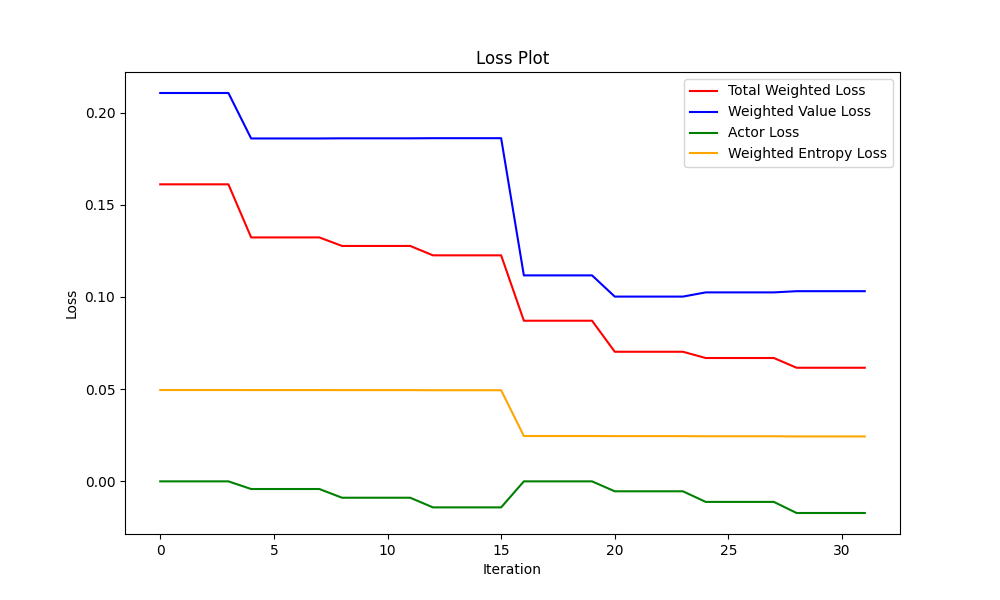 Loss Plot
Total Weighted Loss
Weighted Value Loss
Actor Loss
Weighted Entropy Loss
0.20
0.15
0.10
0.05
0.00
Loss
0 5 10 15 20 25 30
Iteration